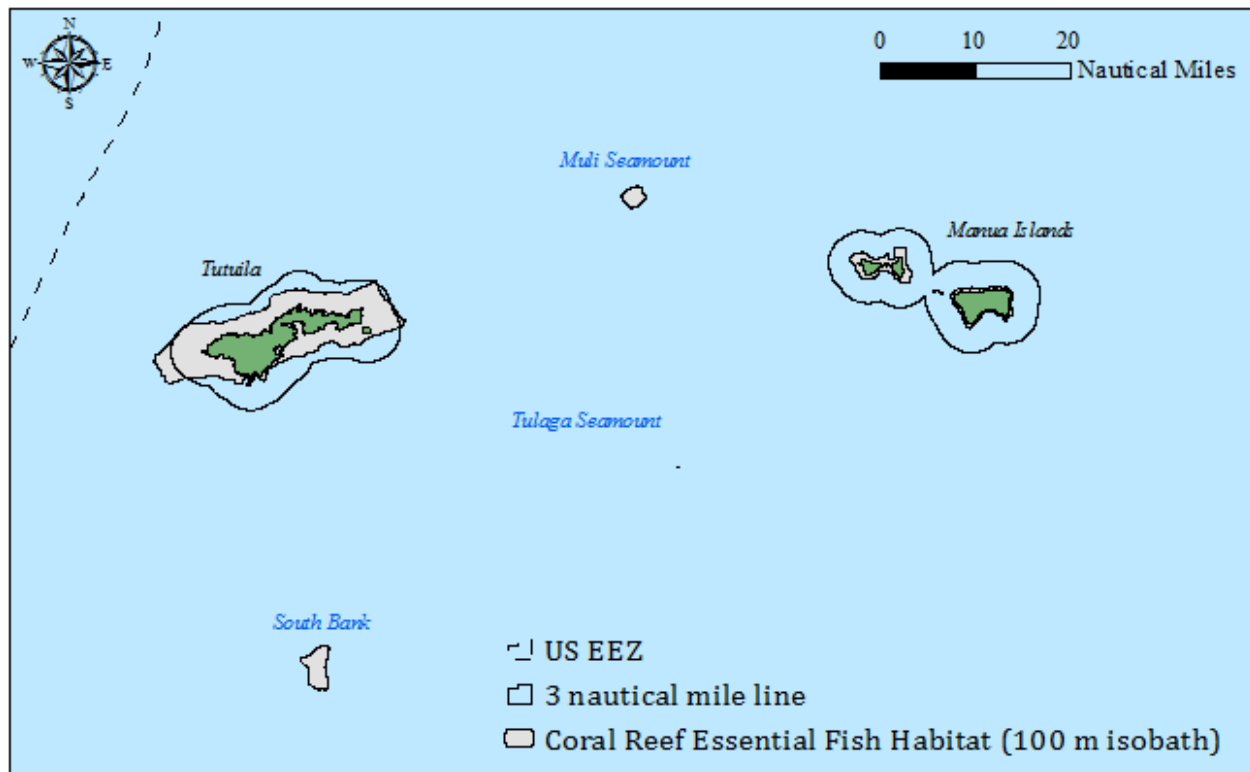 N
W E
S
0 10 20
Nautical Miles
Muli Seamount
Manua Islands
Tutuila
Tulaga Seamount
South Bank
US EEZ
3 nautical mile line
Coral Reef Essential Fish Habitat (100 m isobath)